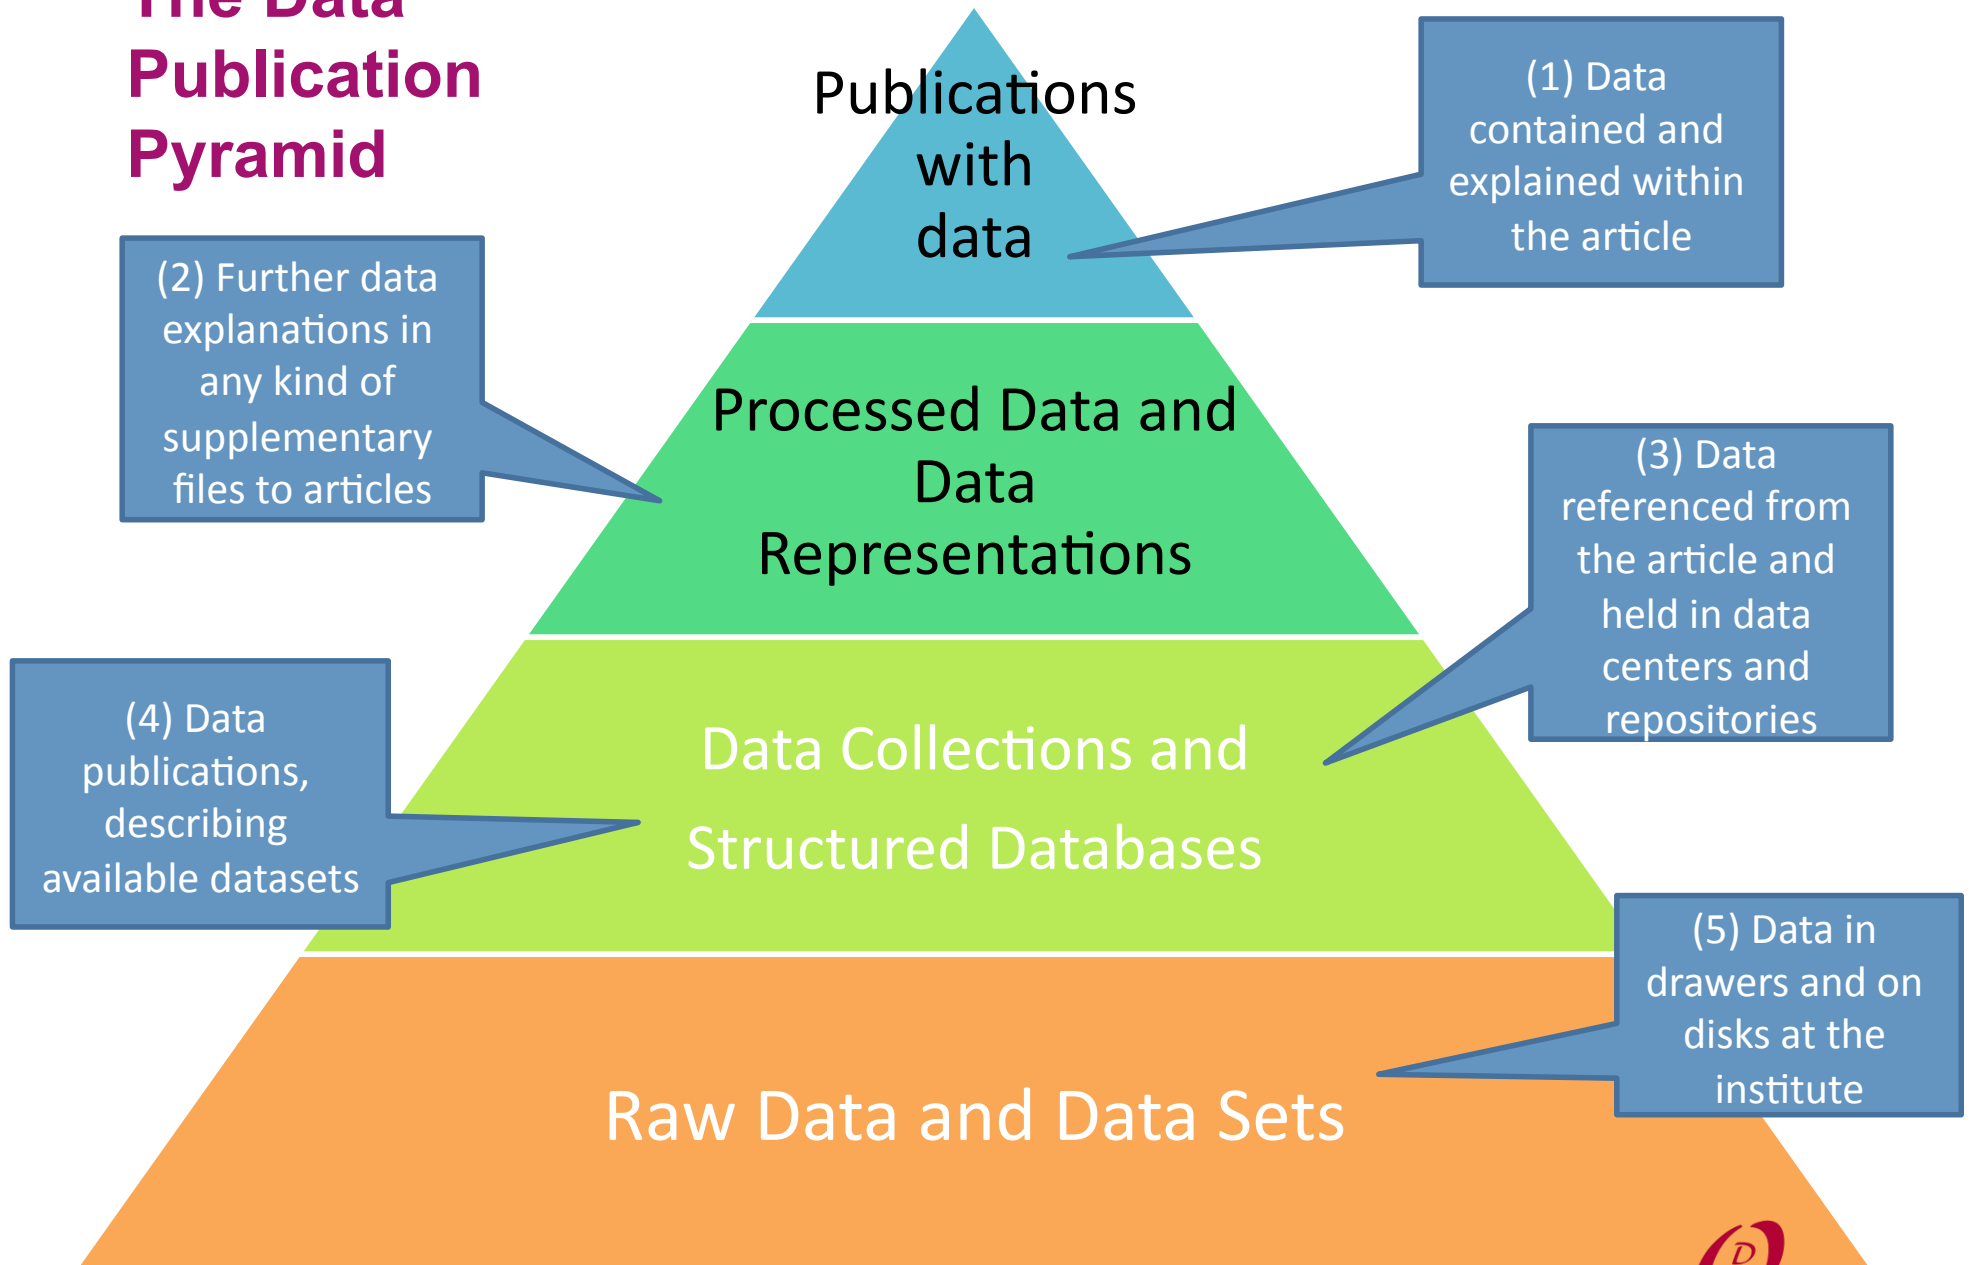 The Data
Publication
Pyramid
Publications
with
data
(1) Data
contained and
explained within
the article
(2) Further data
explanations in
any kind of
supplementary
files to articles
Processed Data and
Data
Representations
(3) Data
referenced from
the article and
held in data
centers and
repositories
(4) Data
publications,
describing
available datasets
Data Collections and
Structured Databases
(5) Data in
drawers and on
disks at the
institute
Raw Data and Data Sets
D